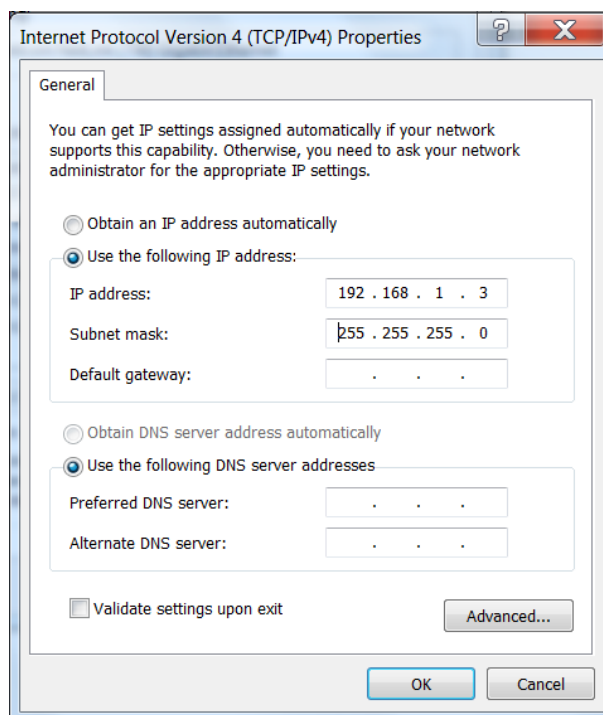 Internet Protocol Version 4 (TCP/IPv4) Properties
General
You can get IP settings assigned automatically if your network
supports this capability. Otherwise, you need to ask your network
administrator for the appropriate IP settings.
Obtain an IP address automatically
Use the following IP address:
IP address: 192 . 168 . 1 . 3
Subnet mask: 255 . 255 . 255 . 0
Default gateway: . . .
Obtain DNS server address automatically
Use the following DNS server addresses
Preferred DNS server: . . .
Alternate DNS server: . . .
Validate settings upon exit
Advanced...
OK Cancel